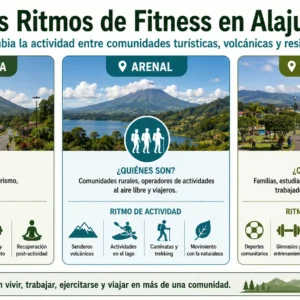 s Ritmos de Fitness en Alaju
bia la actividad entre comunidades turísticas, volcánicas y resi
A
ARENAL
¿QUIÉNES SON?
Comunidades rurales, operadores de actividades
al aire libre y viajeros.
rismo,
¿Q
Familias, estudia
trabajado
RITMO DE ACTIVIDAD
RITM
Recuperación
post-actividad
Senderos
volcánicos
Actividades
en el lago
Caminatas y
trekking
Movimiento
con la naturaleza
Deportes
comunitarios
Gimnasios y
entrenamiento
n vivir, trabajar, ejercitarse y viajar en más de una comunidad.